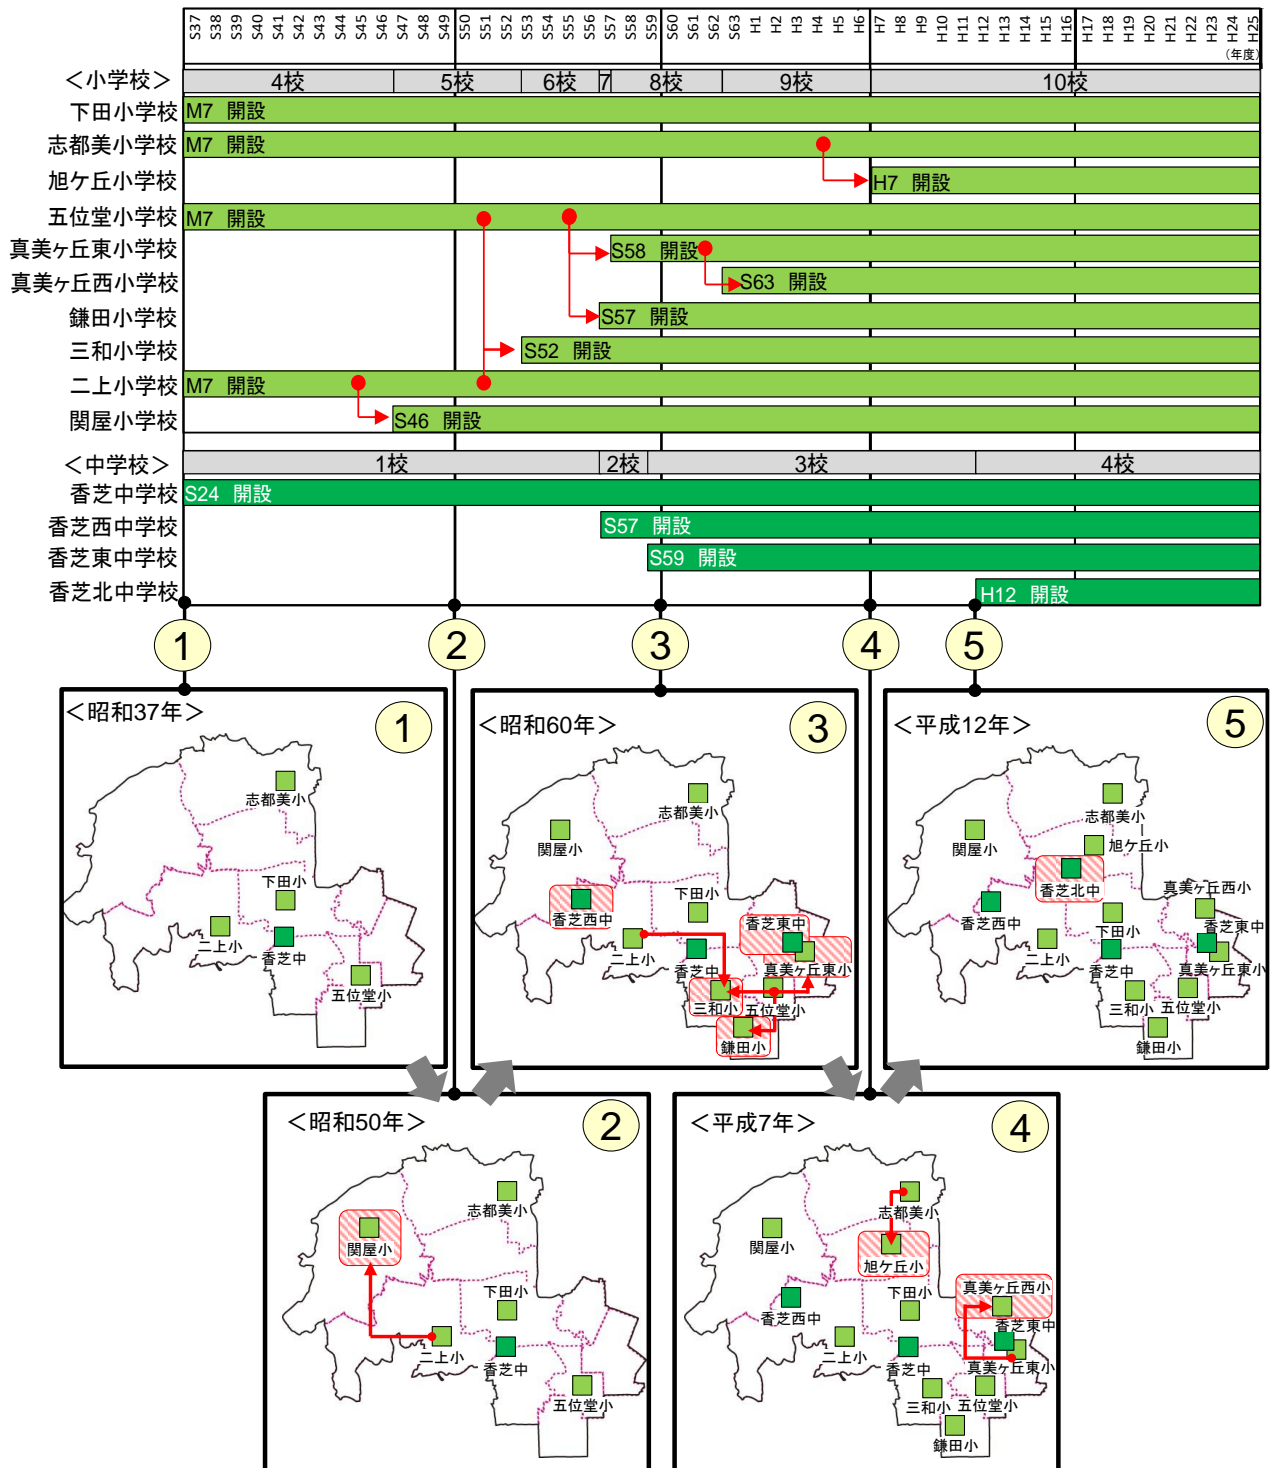 S37 S38 S39 S40 S41 S42 S43 S44 S45 S46 S47 S48 S49 S50 S51 S52 S53 S54 S55 S56 S57 S58 S59 S60 S61 S62 S63 H1 H2 H3 H4 H5 H6 H7 H8 H9 H10 H11 H12 H13 H14 H15 H16 H17 H18 H19 H20 H21 H22 H23 H24 H25
(年度)
＜小学校＞ 4校 5校 6校 7 8校 9校 10校
下田小学校 M7 開設
志都美小学校 M7 開設
旭ケ丘小学校 H7 開設
五位堂小学校 M7 開設
真美ヶ丘東小学校 S58 開設
真美ヶ丘西小学校 S63 開設
鎌田小学校 S57 開設
三和小学校 S52 開設
二上小学校 M7 開設
関屋小学校 S46 開設
＜中学校＞ 1校 2校 3校 4校
香芝中学校 S24 開設
香芝西中学校 S57 開設
香芝東中学校 S59 開設
香芝北中学校 H12 開設
1 2 3 4 5
＜昭和37年＞ 1
志都美小
下田小
二上小
香芝中
五位堂小
＜昭和60年＞ 3
志都美小
関屋小
下田小
香芝西中
香芝東中
二上小
香芝中
真美ヶ丘東小
三和小
五位堂小
鎌田小
＜平成12年＞ 5
志都美小
関屋小
旭ケ丘小
香芝北中
真美ヶ丘西小
香芝西中
下田小
香芝東中
二上小
香芝中
真美ヶ丘東小
三和小
五位堂小
鎌田小
＜昭和50年＞ 2
志都美小
関屋小
下田小
二上小
香芝中
五位堂小
＜平成7年＞ 4
志都美小
関屋小
旭ケ丘小
真美ヶ丘西小
香芝西中
下田小
香芝東中
二上小
香芝中
真美ヶ丘東小
三和小
五位堂小
鎌田小